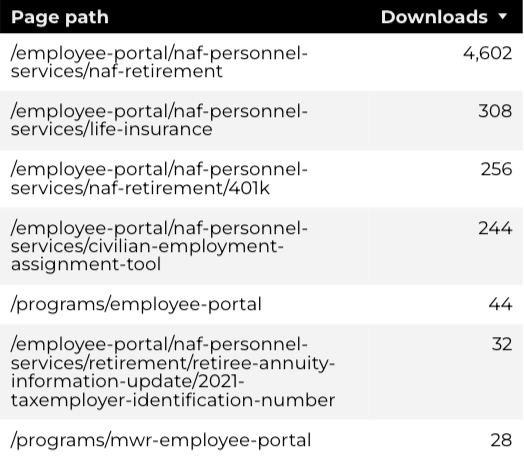 Page path Downloads ▼
/employee-portal/naf-personnel- 4,602
services/naf-retirement
/employee-portal/naf-personnel- 308
services/life-insurance
/employee-portal/naf-personnel- 256
services/naf-retirement/401k
/employee-portal/naf-personnel- 244
services/civilian-employment-
assignment-tool
/programs/employee-portal 44
/employee-portal/naf-personnel- 32
services/retirement/retiree-annuity-
information-update/2021-
taxemployer-identification-number
/programs/mwr-employee-portal 28